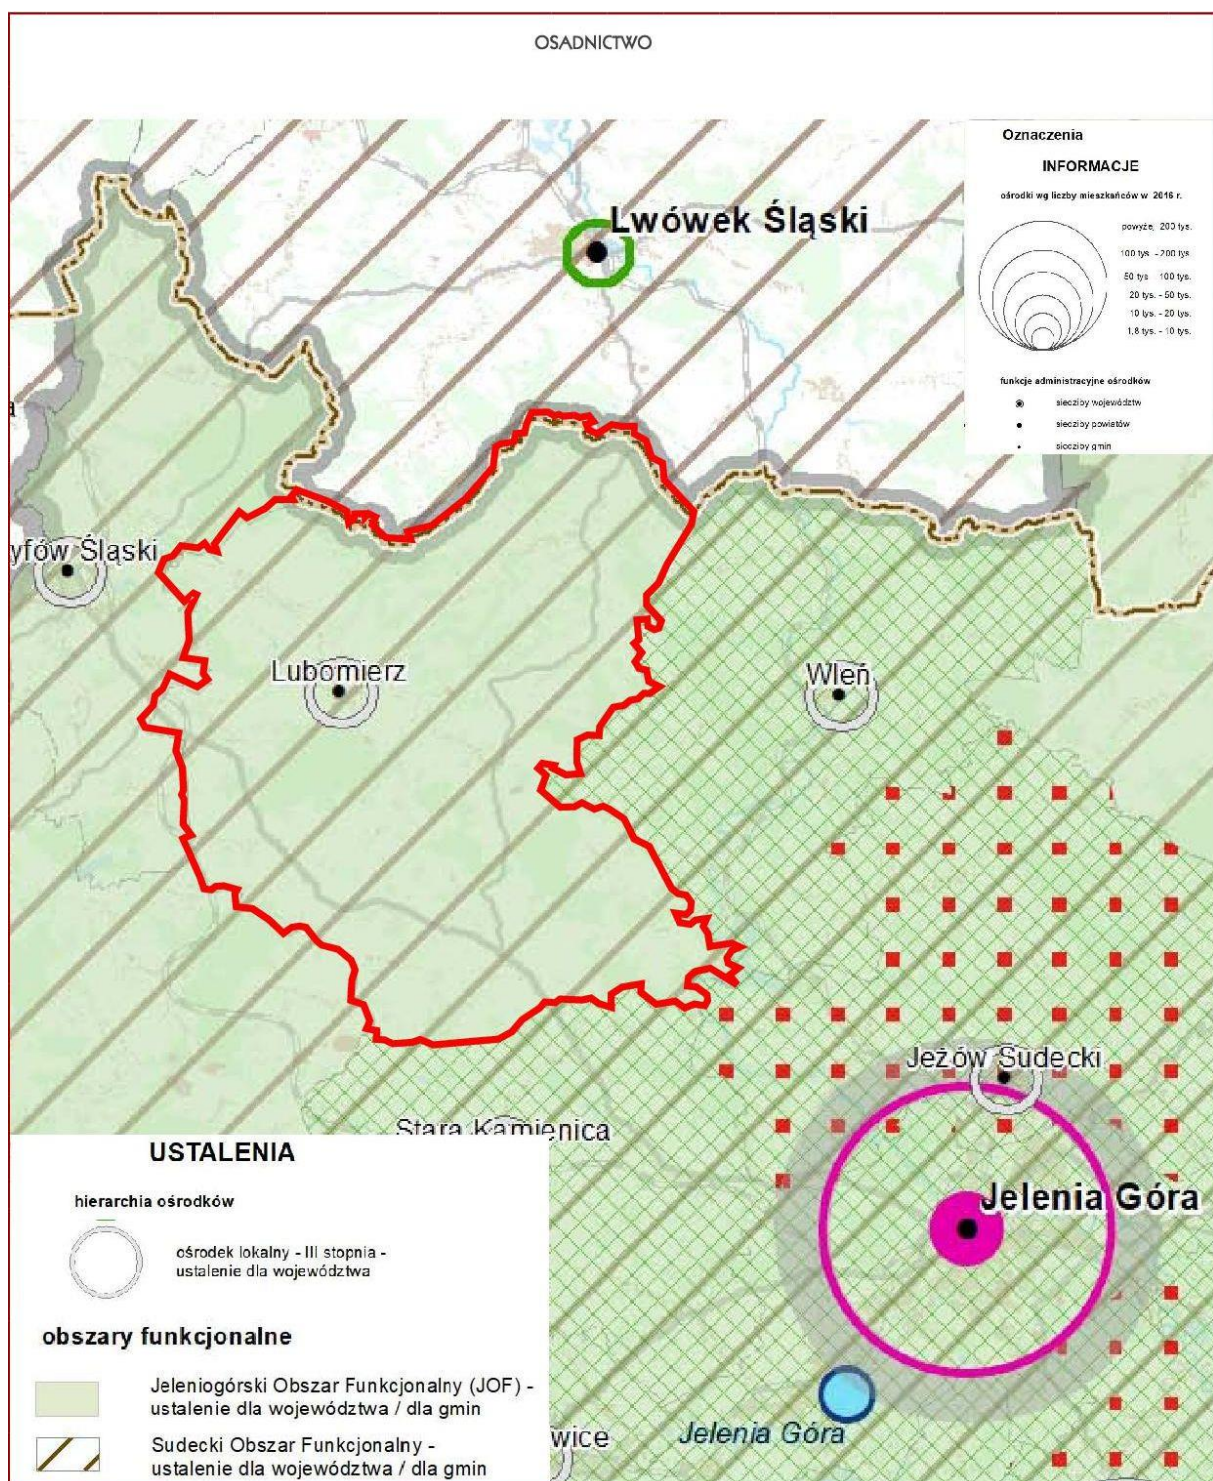 OSADNICTWO
Oznaczenia
INFORMACJE
ośrodki wg liczby mieszkańców w 2016 r.
powyżej 200 tys.
100 tys. - 200 tys.
50 tys. - 100 tys.
20 tys. - 50 tys.
10 tys. - 20 tys.
1,8 tys. - 10 tys.
funkcje administracyjne ośrodków
siedziby województw
siedziby powiatów
siedziby gmin
Lwówek Śląski
yfów Śląski
Lubomierz
Wleń
Jeżów Sudecki
Stara Kamienica
Jelenia Góra
Jelenia Góra
wice
USTALENIA
hierarchia ośrodków
ośrodek lokalny - III stopnia -
ustalenie dla województwa
obszary funkcjonalne
Jeleniogórski Obszar Funkcjonalny (JOF) -
ustalenie dla województwa / dla gmin
Sudecki Obszar Funkcjonalny -
ustalenie dla województwa / dla gmin